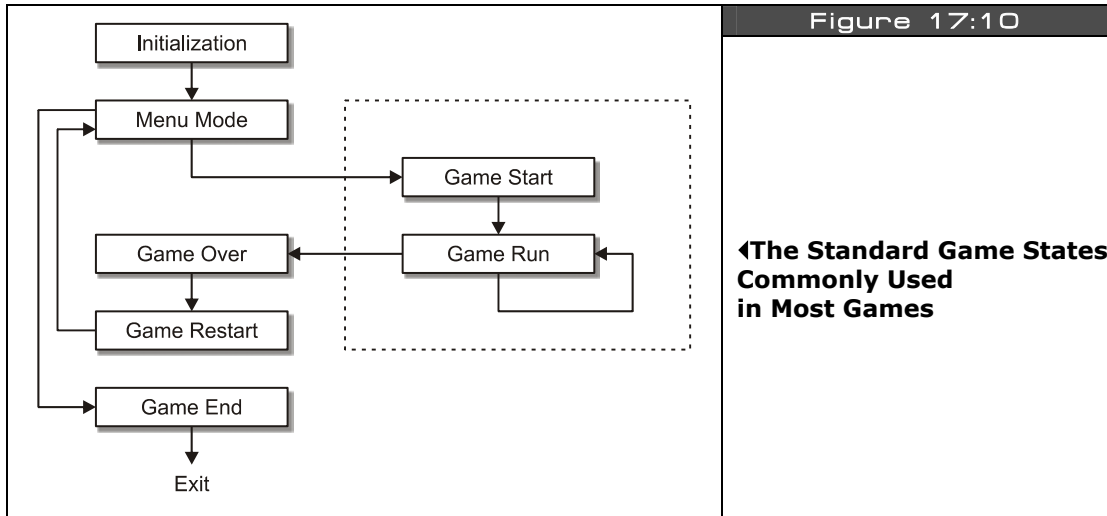 Figure 17:10
Initialization
Menu Mode
Game Start
Game Over
Game Run
Game Restart
Game End
Exit
The Standard Game States
Commonly Used
in Most Games